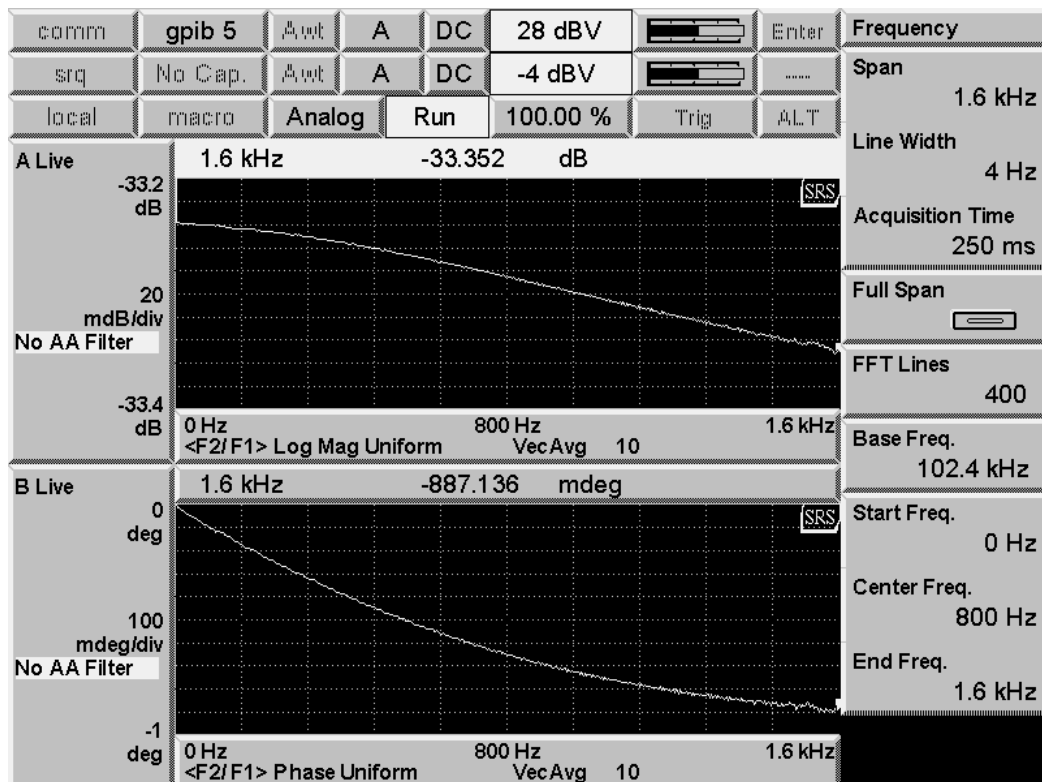 comm gpib 5 Awt A DC 28 dBV Enter
srq No Cap. Awt A DC -4 dBV ......
local macro Analog Run 100.00 % Trig ALT
Frequency
Span
1.6 kHz
Line Width
4 Hz
Acquisition Time
250 ms
Full Span
FFT Lines
400
Base Freq.
102.4 kHz
Start Freq.
0 Hz
Center Freq.
800 Hz
End Freq.
1.6 kHz
A Live 1.6 kHz -33.352 dB
-33.2
dB
SRS
20
mdB/div
No AA Filter
-33.4
dB
0 Hz 800 Hz 1.6 kHz
<F2/F1> Log Mag Uniform VecAvg 10
B Live 1.6 kHz -887.136 mdeg
0
deg
SRS
100
mdeg/div
No AA Filter
-1
deg
0 Hz 800 Hz 1.6 kHz
<F2/F1> Phase Uniform VecAvg 10